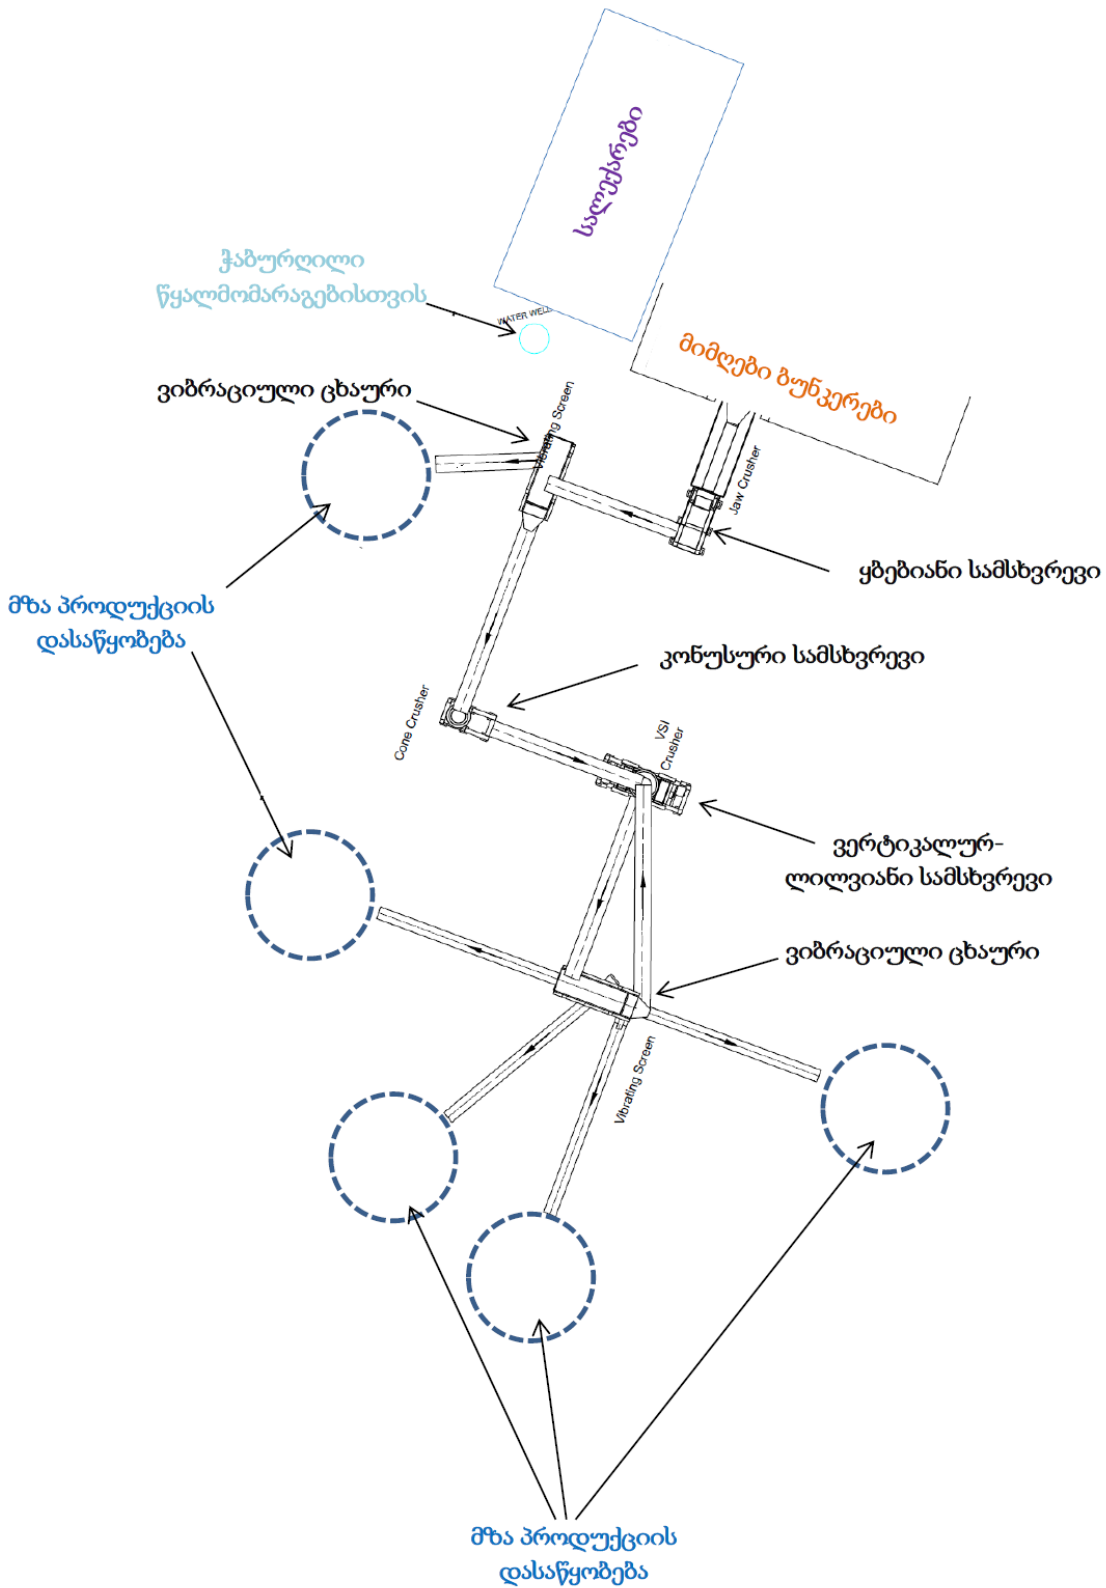 სალექარები
ჭაბურღილი
წყალმომარაგებისთვის
WATER WELL
მიმღები ბუნკერები
ვიბრაციული ცხაური
Vibrating Screen
Jaw Crusher
ყბებიანი სამსხვრევი
მზა პროდუქციის
დასაწყობება
კონუსური სამსხვრევი
Cone Crusher
VSI
Crusher
ვერტიკალურ-
ლილვიანი სამსხვრევი
ვიბრაციული ცხაური
Vibrating Screen
მზა პროდუქციის
დასაწყობება